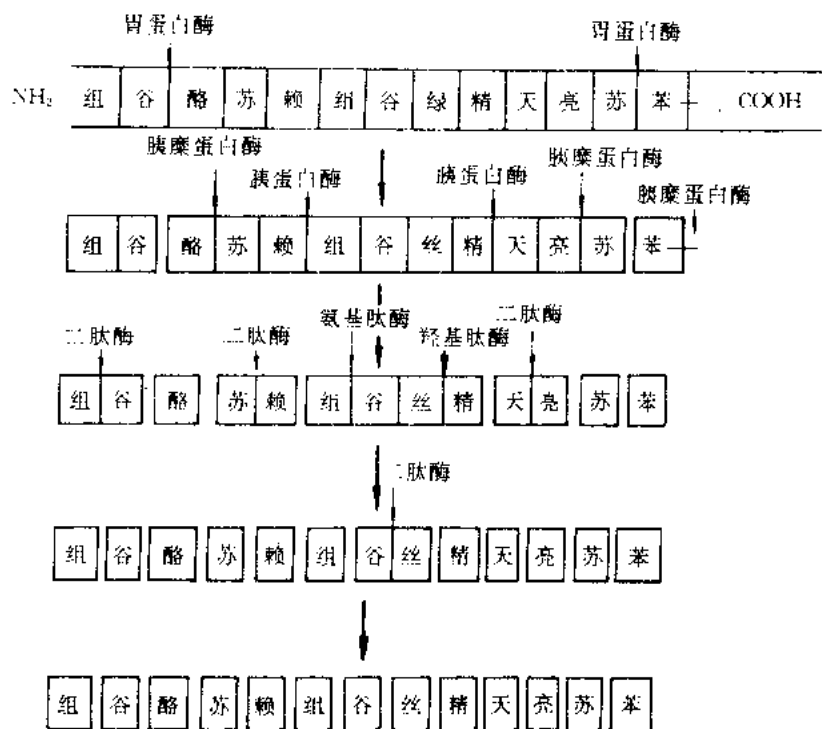 胃蛋白酶 胃蛋白酶
NH₂ 组 谷 酪 苏 赖 组 谷 绿 精 天 亮 苏 苯 COOH
胰糜蛋白酶 胰蛋白酶 胰蛋白酶 胰糜蛋白酶 胰糜蛋白酶
组 谷 酪 苏 赖 组 谷 丝 精 天 亮 苏 苯
二肽酶 二肽酶 氨基肽酶 羟基肽酶 二肽酶
组 谷 酪 苏 赖 组 谷 丝 精 天 亮 苏 苯
二肽酶
组 谷 酪 苏 赖 组 谷 丝 精 天 亮 苏 苯
组 谷 酪 苏 赖 组 谷 丝 精 天 亮 苏 苯